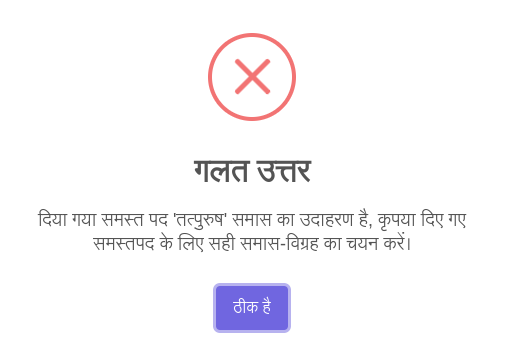 गलत उत्तर
दिया गया समस्त पद 'तत्पुरुष' समास का उदाहरण है, कृपया दिए गए
समस्तपद के लिए सही समास-विग्रह का चयन करें।
ठीक है